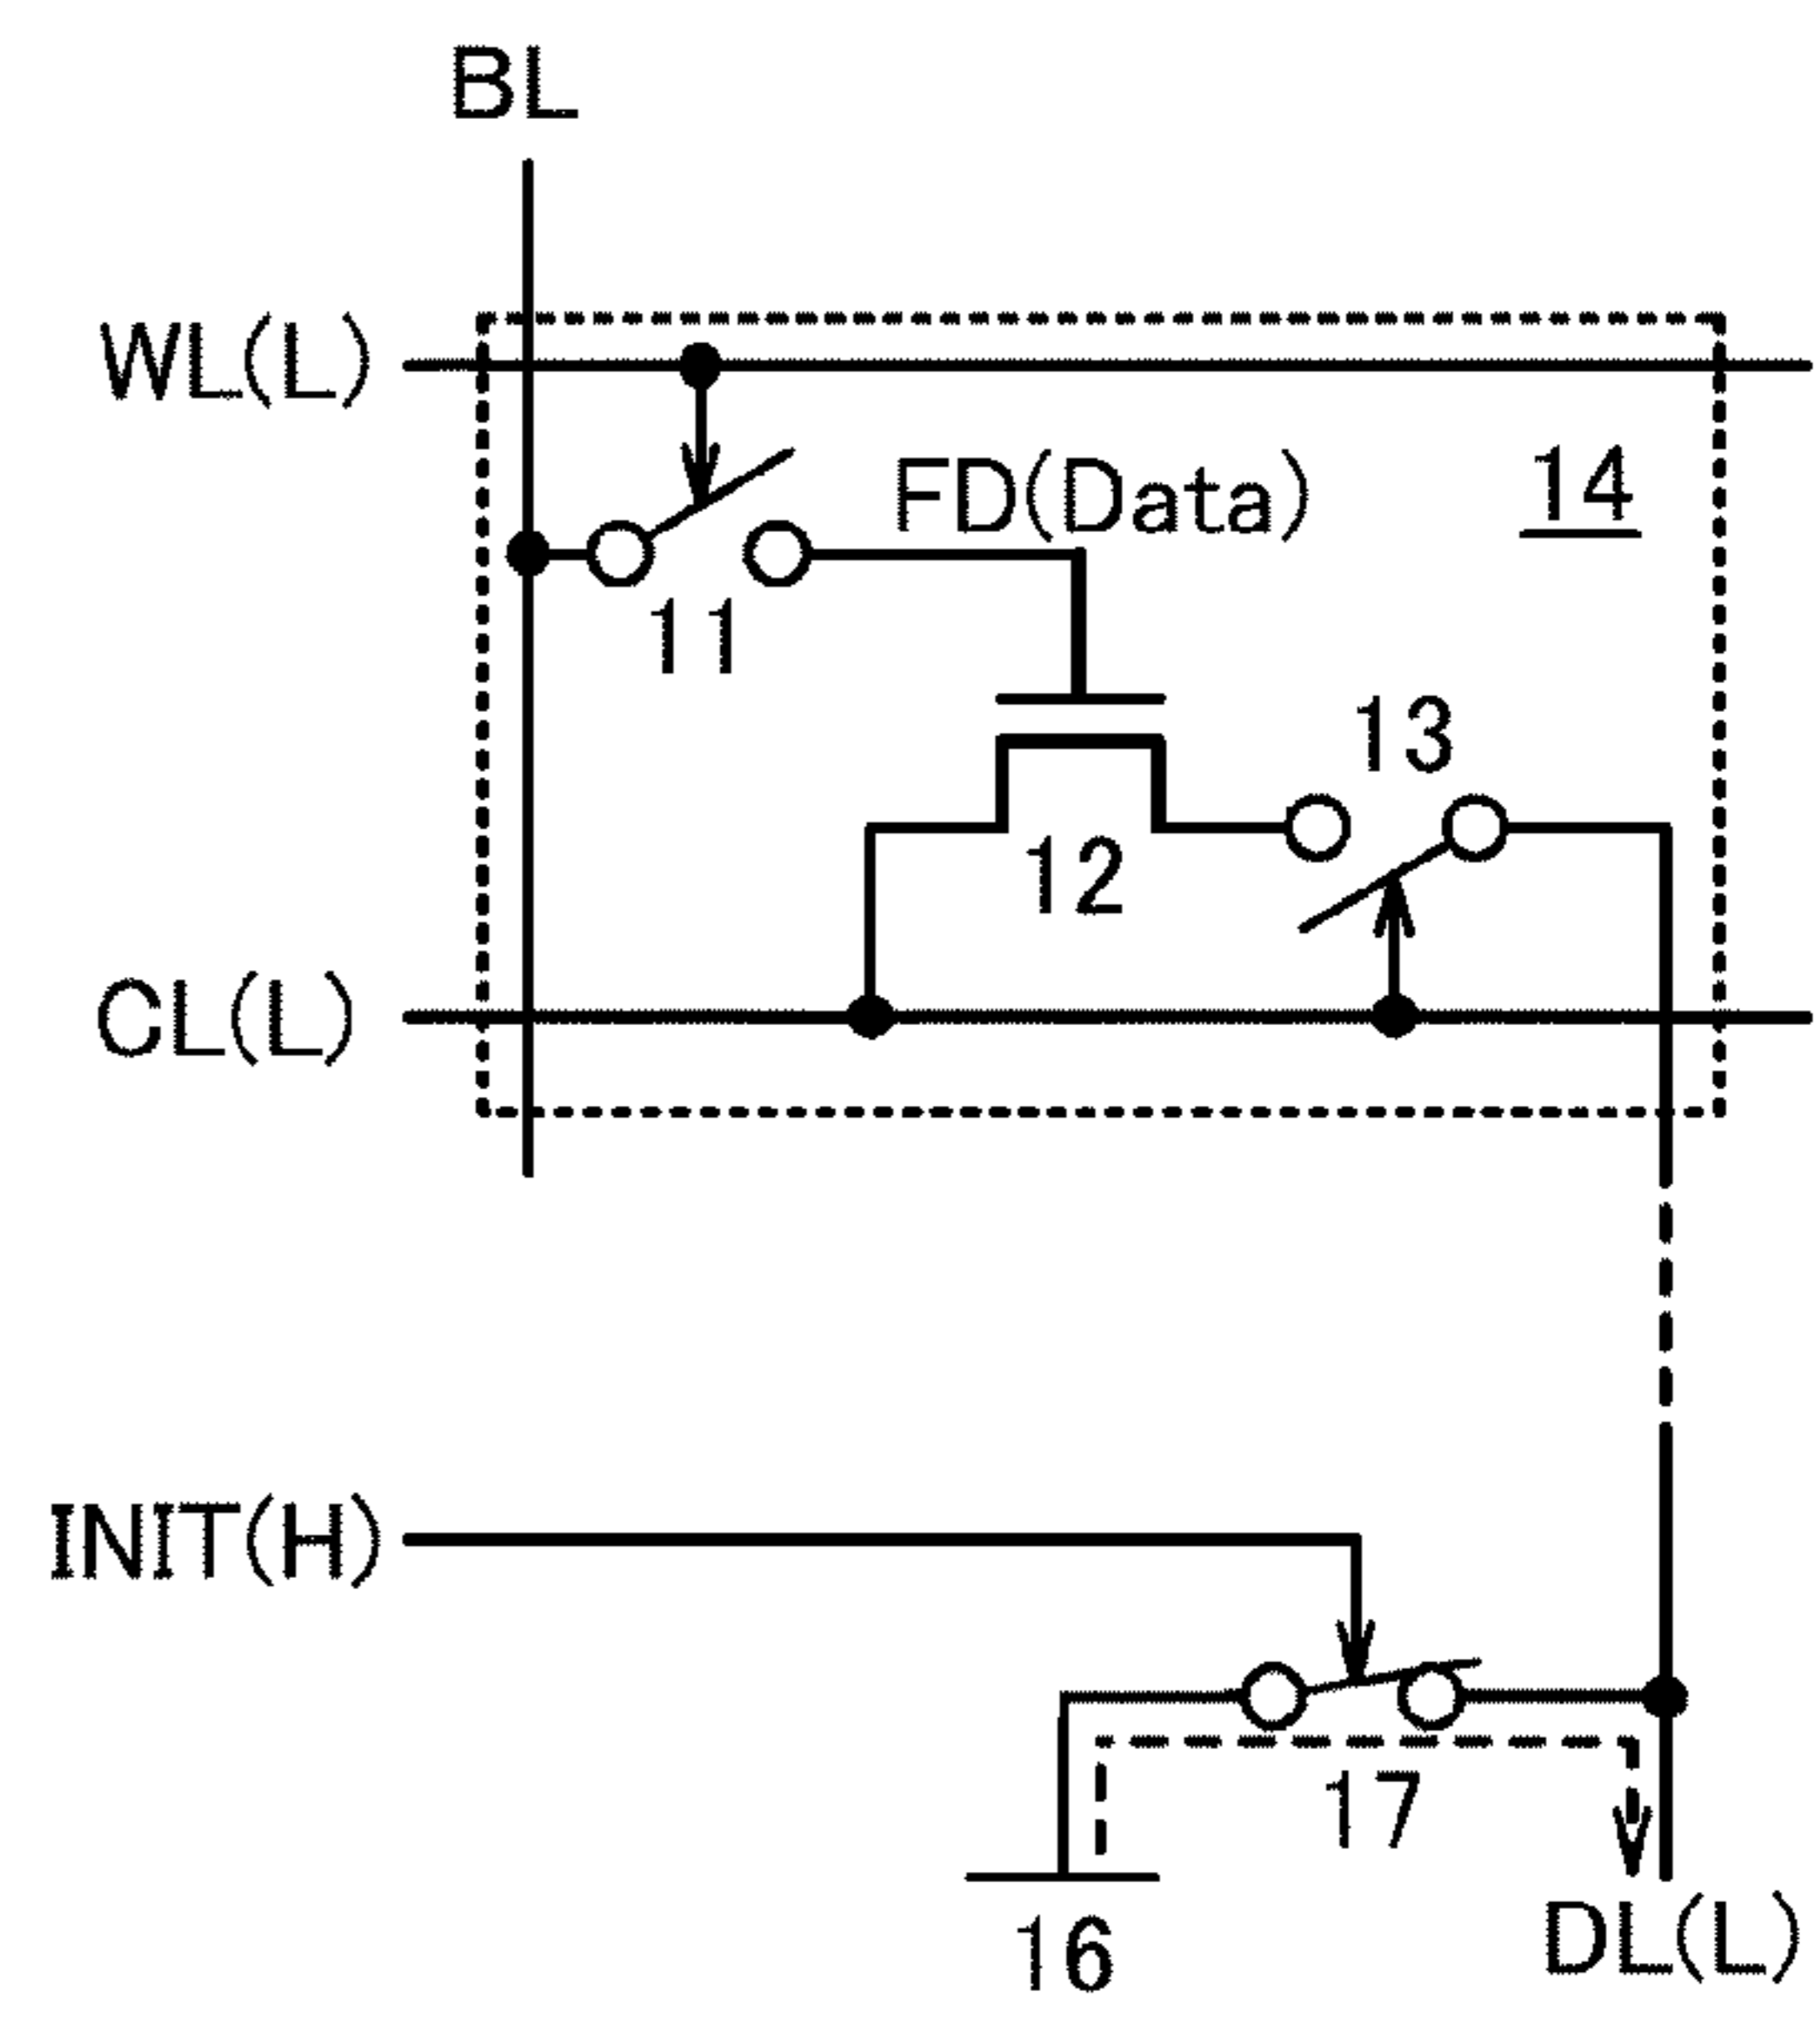 BL
WL(L)
FD(Data)
14
11
13
12
CL(L)
INIT(H)
17
16
DL(L)